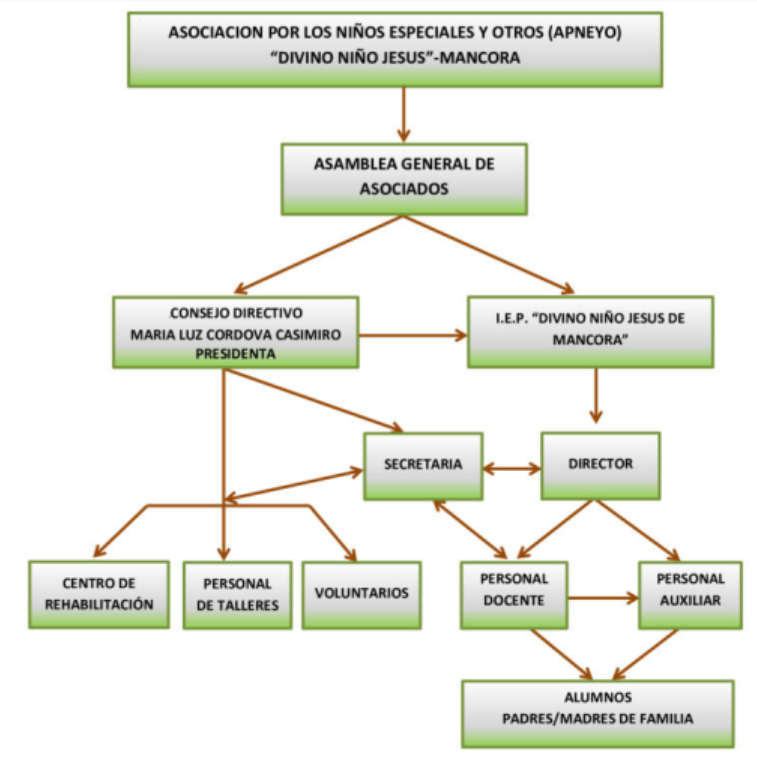 ASOCIACION POR LOS NIÑOS ESPECIALES Y OTROS (APNEYO)
“DIVINO NIÑO JESUS”-MANCORA
ASAMBLEA GENERAL DE
ASOCIADOS
CONSEJO DIRECTIVO
MARIA LUZ CORDOVA CASIMIRO
PRESIDENTA
I.E.P. “DIVINO NIÑO JESUS DE
MANCORA”
SECRETARIA
DIRECTOR
CENTRO DE
REHABILITACIÓN
PERSONAL
DE TALLERES
VOLUNTARIOS
PERSONAL
DOCENTE
PERSONAL
AUXILIAR
ALUMNOS
PADRES/MADRES DE FAMILIA